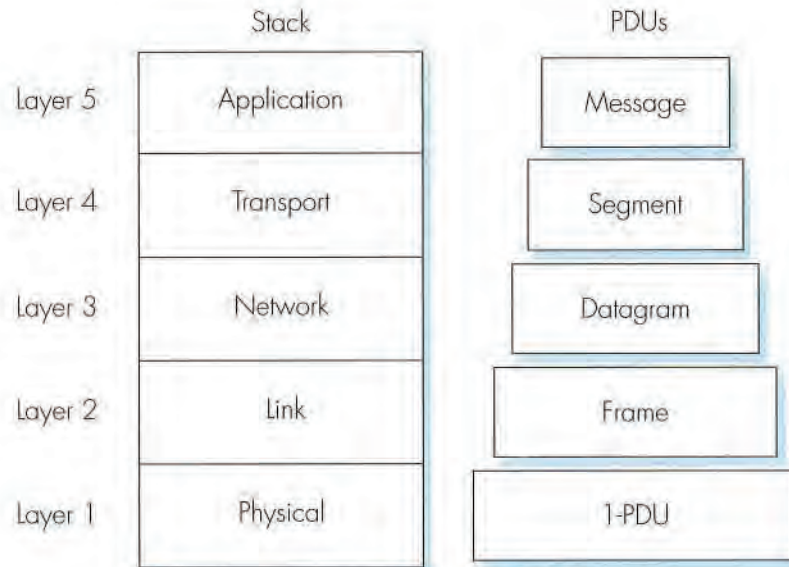 Stack PDUs
Layer 5 Application Message
Layer 4 Transport Segment
Layer 3 Network Datagram
Layer 2 Link Frame
Layer 1 Physical 1-PDU